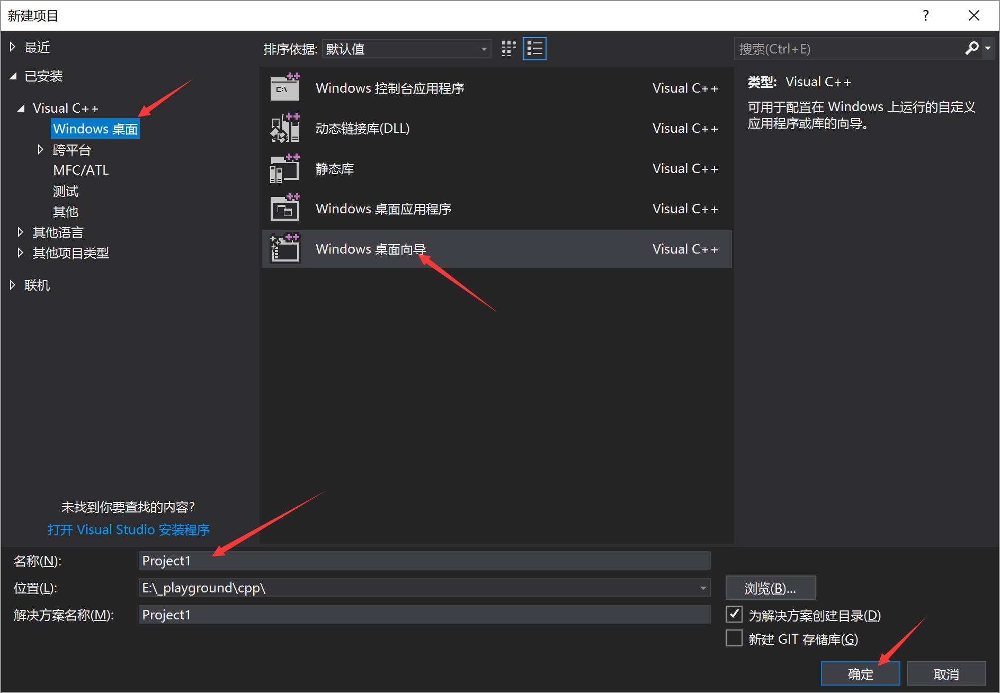 新建项目
?
最近
已安装
Visual C++
Windows 桌面
跨平台
MFC/ATL
测试
其他
其他语言
其他项目类型
联机
未找到你要查找的内容?
打开 Visual Studio 安装程序
排序依据: 默认值
C:\
Windows 控制台应用程序 Visual C++
动态链接库(DLL) Visual C++
静态库 Visual C++
Windows 桌面应用程序 Visual C++
Windows 桌面向导 Visual C++
搜索(Ctrl+E)
类型: Visual C++
可用于配置在 Windows 上运行的自定义
应用程序或库的向导。
名称(N): Project1
位置(L): E:\_playground\cpp\
浏览(B)...
解决方案名称(M): Project1
为解决方案创建目录(D)
新建 GIT 存储库(G)
确定
取消